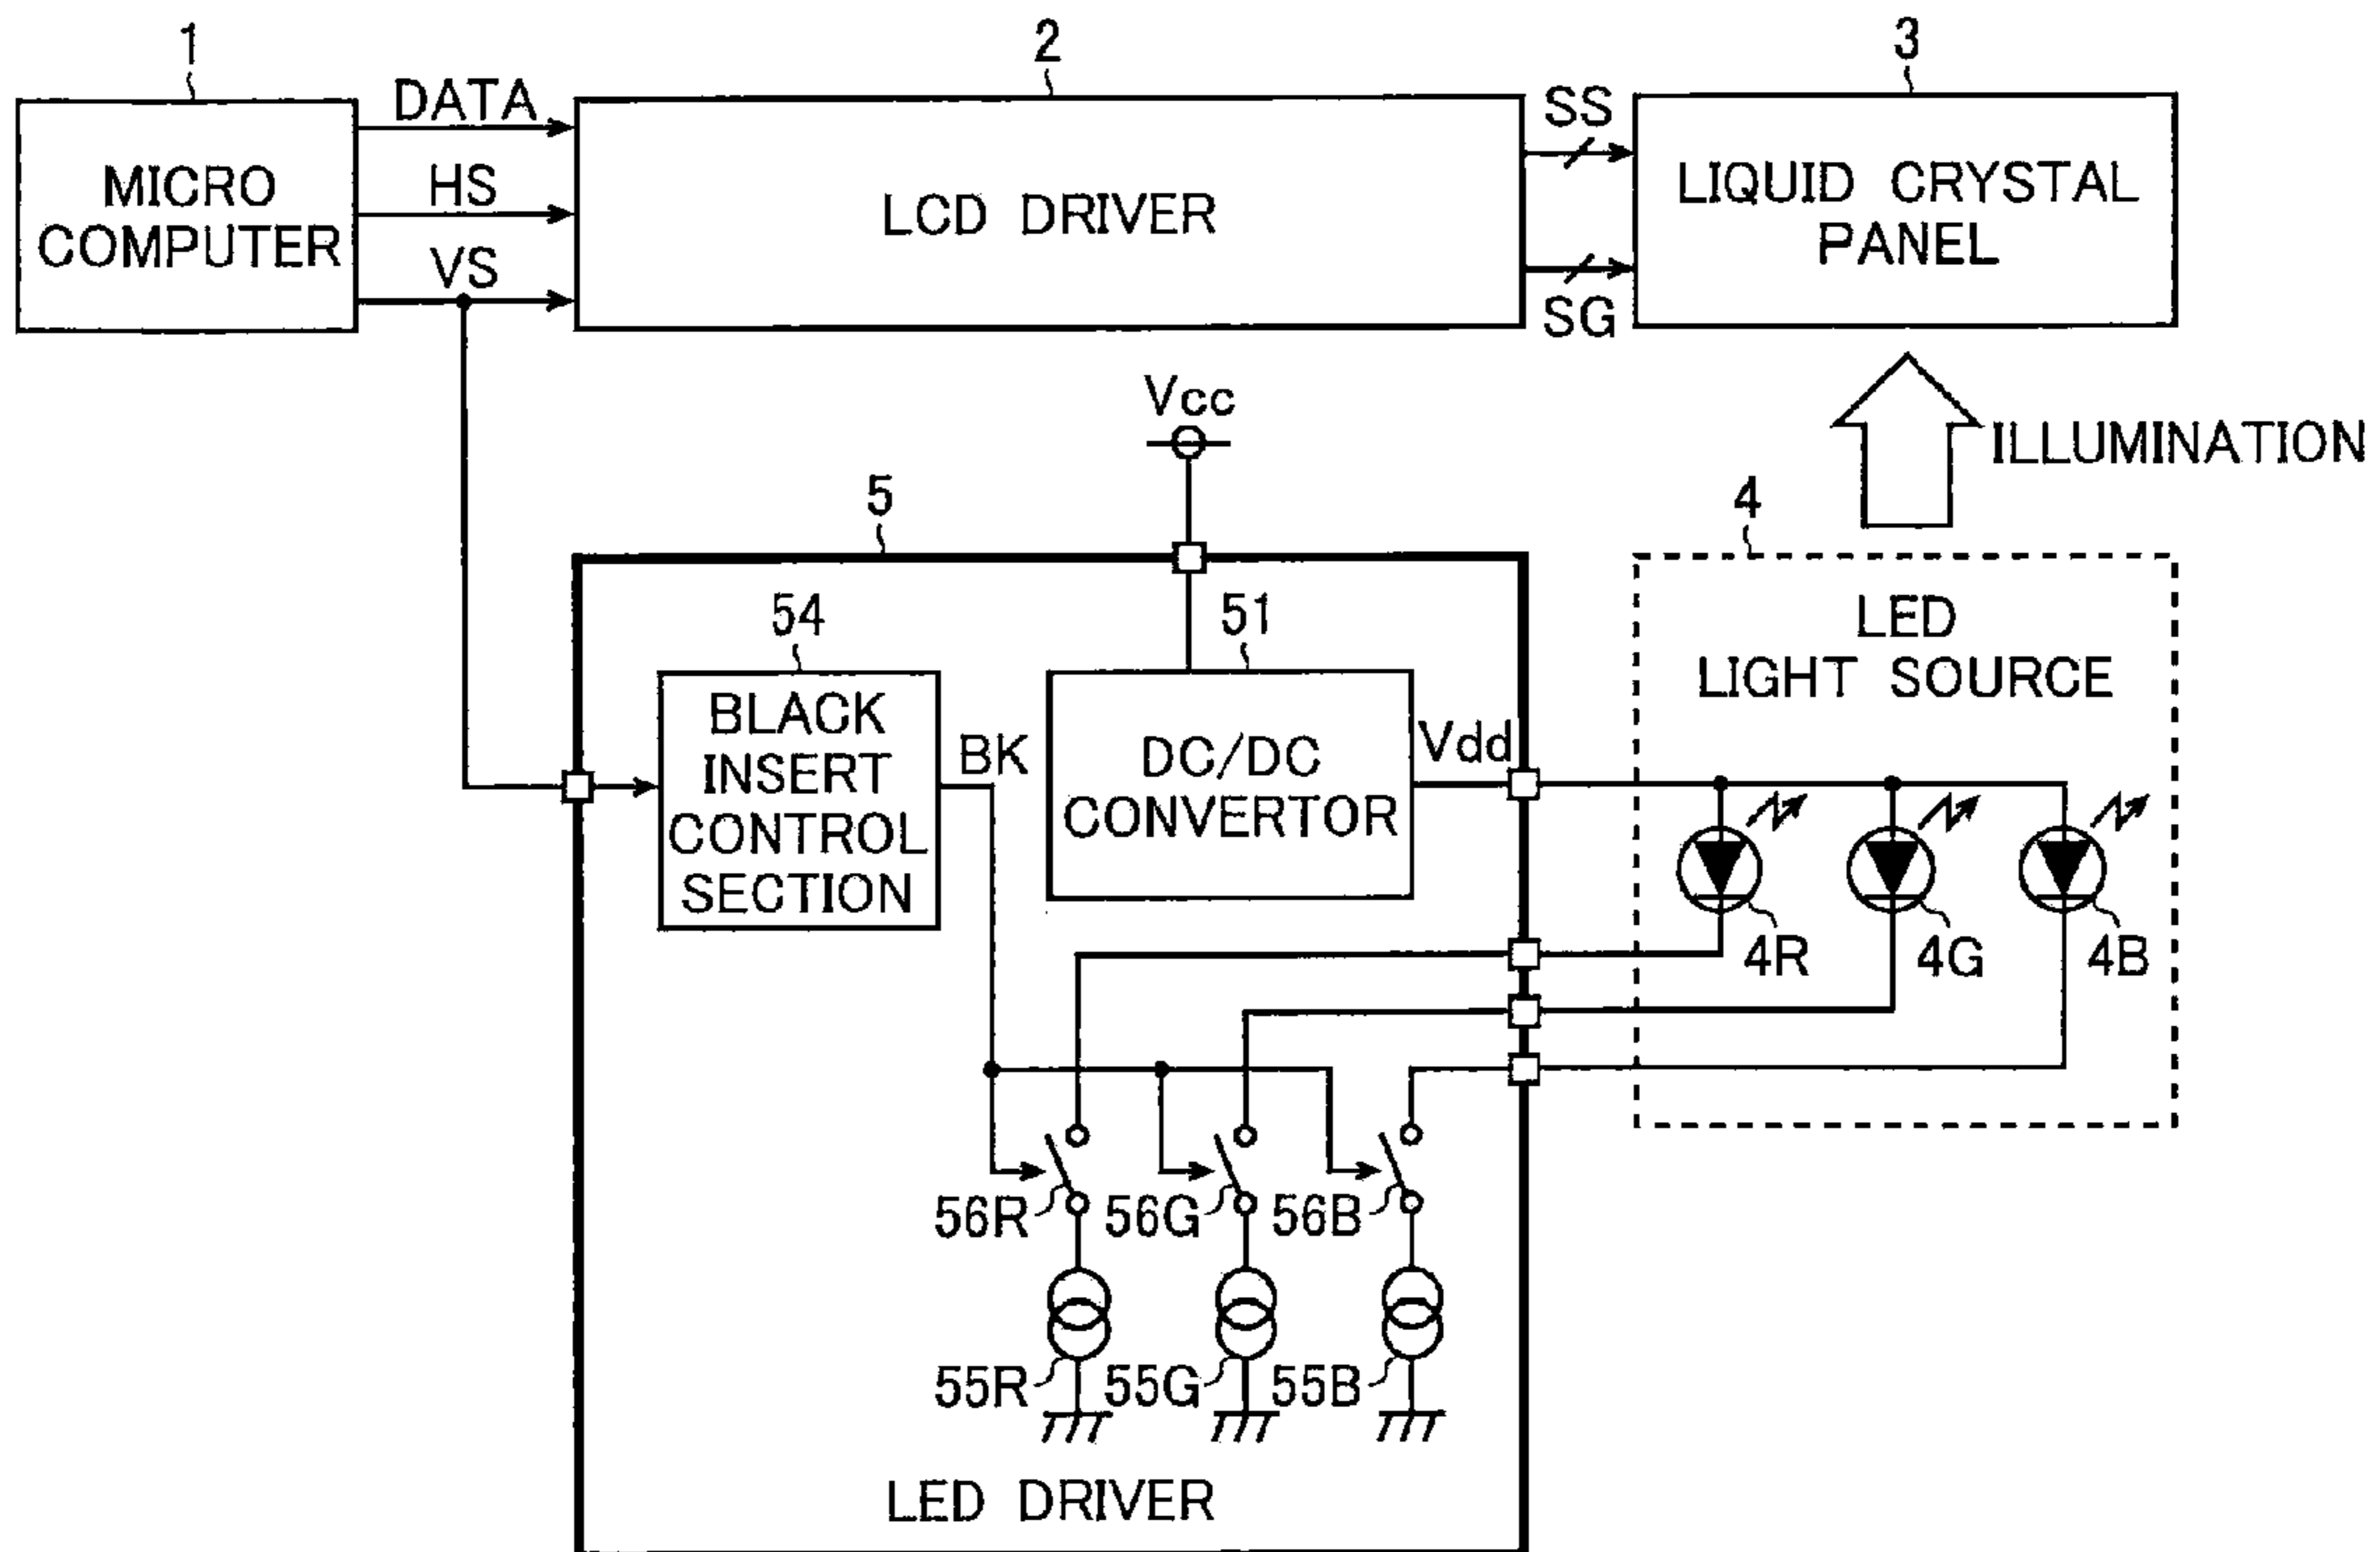 1
2
3
DATA
HS
VS
MICRO
COMPUTER
LCD DRIVER
SS
SG
LIQUID CRYSTAL
PANEL
Vcc
ILLUMINATION
5
4
54
51
BLACK
INSERT
CONTROL
SECTION
BK
DC/DC
CONVERTOR
Vdd
LED
LIGHT SOURCE
4R
4G
4B
56R
56G
56B
55R
55G
55B
LED DRIVER